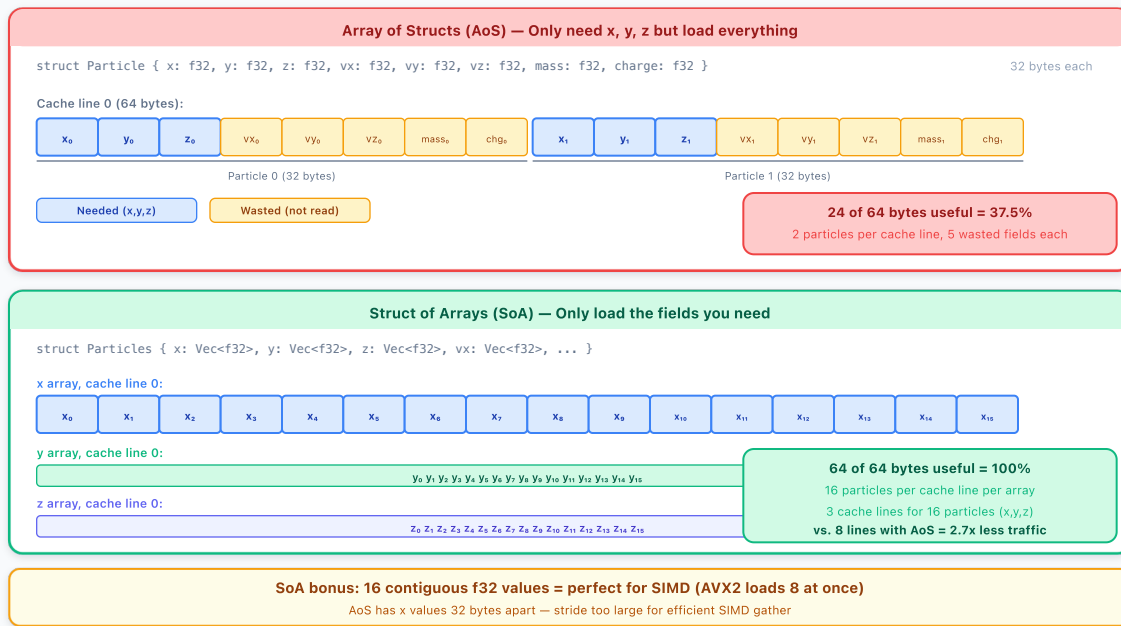 Array of Structs (AoS) — Only need x, y, z but load everything
struct Particle { x: f32, y: f32, z: f32, vx: f32, vy: f32, vz: f32, mass: f32, charge: f32 }
32 bytes each
Cache line 0 (64 bytes):
x₀ y₀ z₀ vx₀ vy₀ vz₀ mass₀ chg₀ x₁ y₁ z₁ vx₁ vy₁ vz₁ mass₁ chg₁
Particle 0 (32 bytes)
Particle 1 (32 bytes)
Needed (x,y,z)
Wasted (not read)
24 of 64 bytes useful = 37.5%
2 particles per cache line, 5 wasted fields each
Struct of Arrays (SoA) — Only load the fields you need
struct Particles { x: Vec<f32>, y: Vec<f32>, z: Vec<f32>, vx: Vec<f32>, ... }
x array, cache line 0:
x₀ x₁ x₂ x₃ x₄ x₅ x₆ x₇ x₈ x₉ x₁₀ x₁₁ x₁₂ x₁₃ x₁₄ x₁₅
y array, cache line 0:
y₀ y₁ y₂ y₃ y₄ y₅ y₆ y₇ y₈ y₉ y₁₀ y₁₁ y₁₂ y₁₃ y₁₄ y₁₅
z array, cache line 0:
z₀ z₁ z₂ z₃ z₄ z₅ z₆ z₇ z₈ z₉ z₁₀ z₁₁ z₁₂ z₁₃ z₁₄ z₁₅
64 of 64 bytes useful = 100%
16 particles per cache line per array
3 cache lines for 16 particles (x,y,z)
vs. 8 lines with AoS = 2.7x less traffic
SoA bonus: 16 contiguous f32 values = perfect for SIMD (AVX2 loads 8 at once)
AoS has x values 32 bytes apart — stride too large for efficient SIMD gather